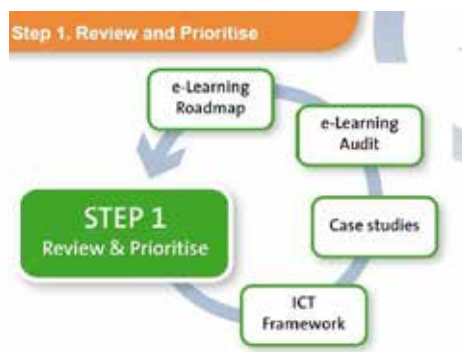 Step 1. Review and Prioritise
e-Learning
Roadmap
e-Learning
Audit
STEP 1
Review & Prioritise
Case studies
ICT
Framework